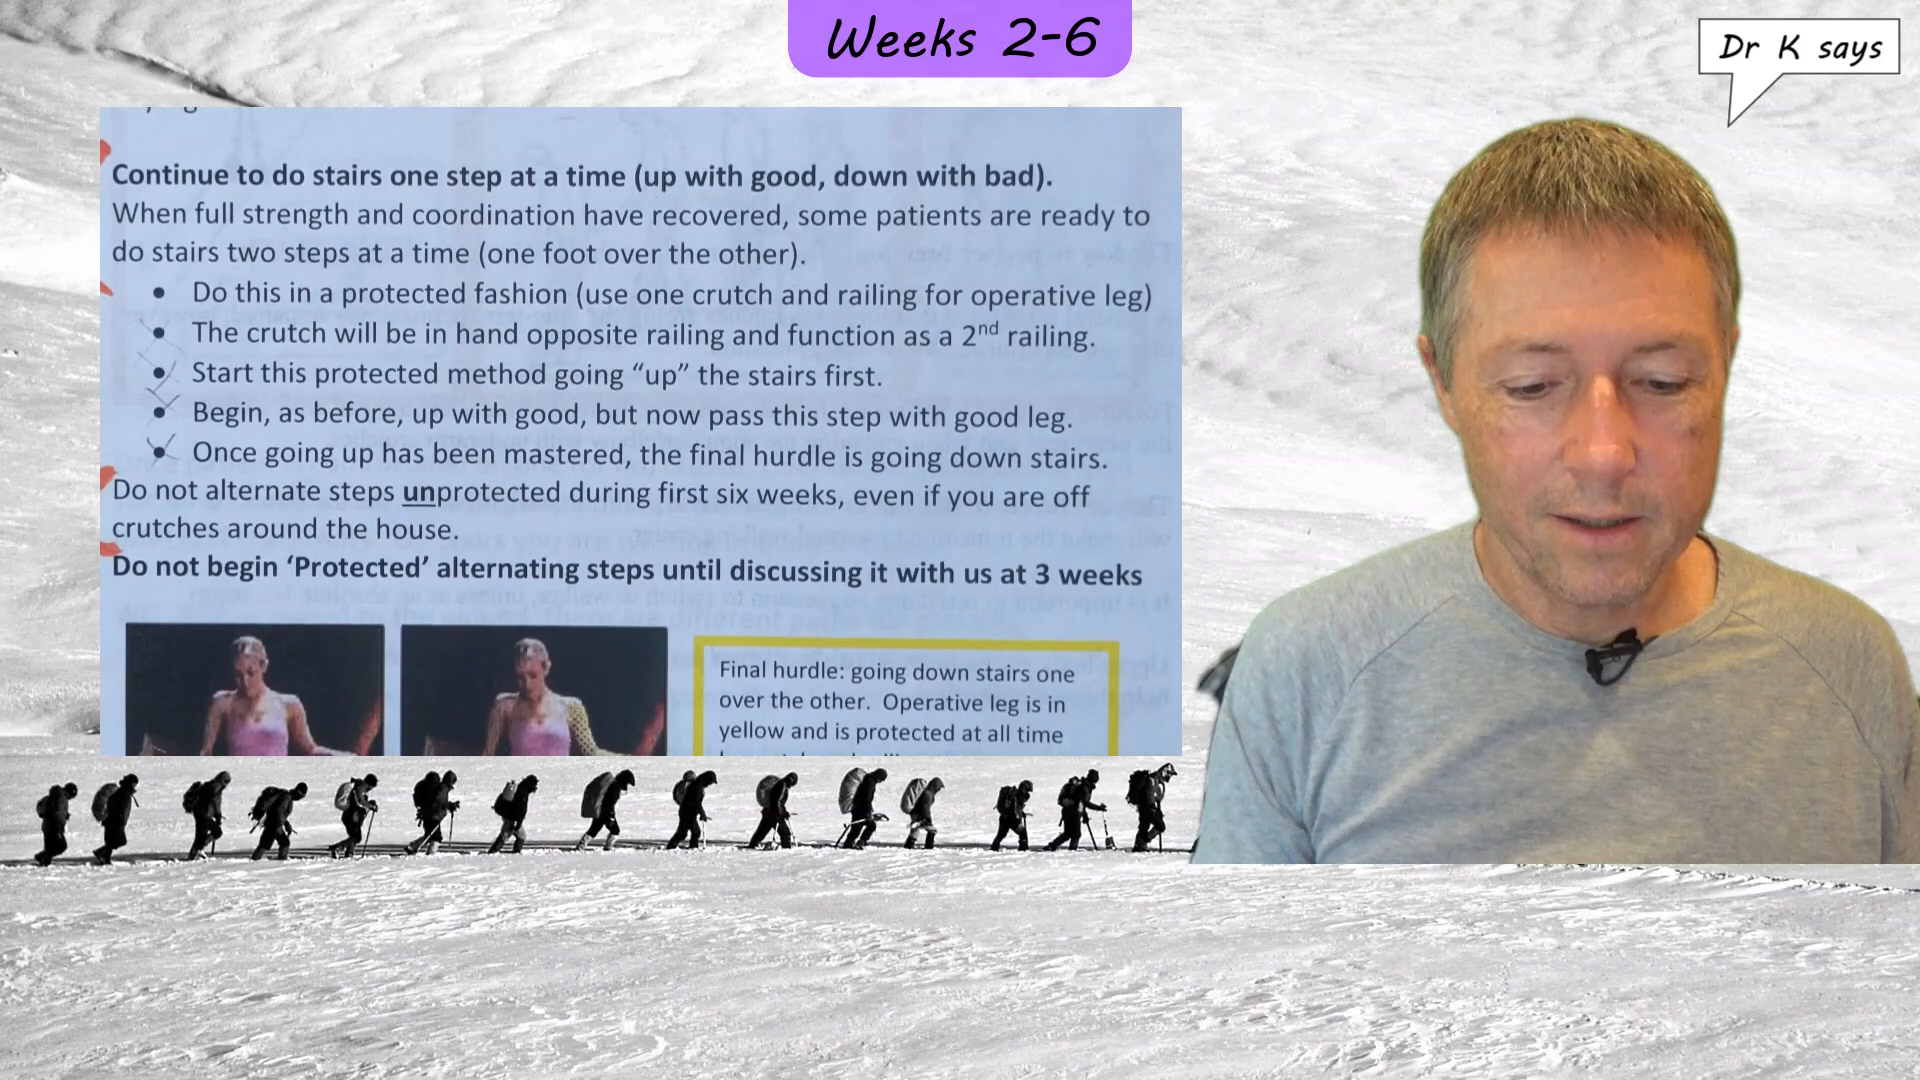 Weeks 2-6
Dr K says
Continue to do stairs one step at a time (up with good, down with bad).
When full strength and coordination have recovered, some patients are ready to
do stairs two steps at a time (one foot over the other).
• Do this in a protected fashion (use one crutch and railing for operative leg)
• The crutch will be in hand opposite railing and function as a 2nd railing.
• Start this protected method going “up” the stairs first.
• Begin, as before, up with good, but now pass this step with good leg.
• Once going up has been mastered, the final hurdle is going down stairs.
Do not alternate steps unprotected during first six weeks, even if you are off
crutches around the house.
Do not begin ‘Protected’ alternating steps until discussing it with us at 3 weeks
Final hurdle: going down stairs one
over the other. Operative leg is in
yellow and is protected at all time